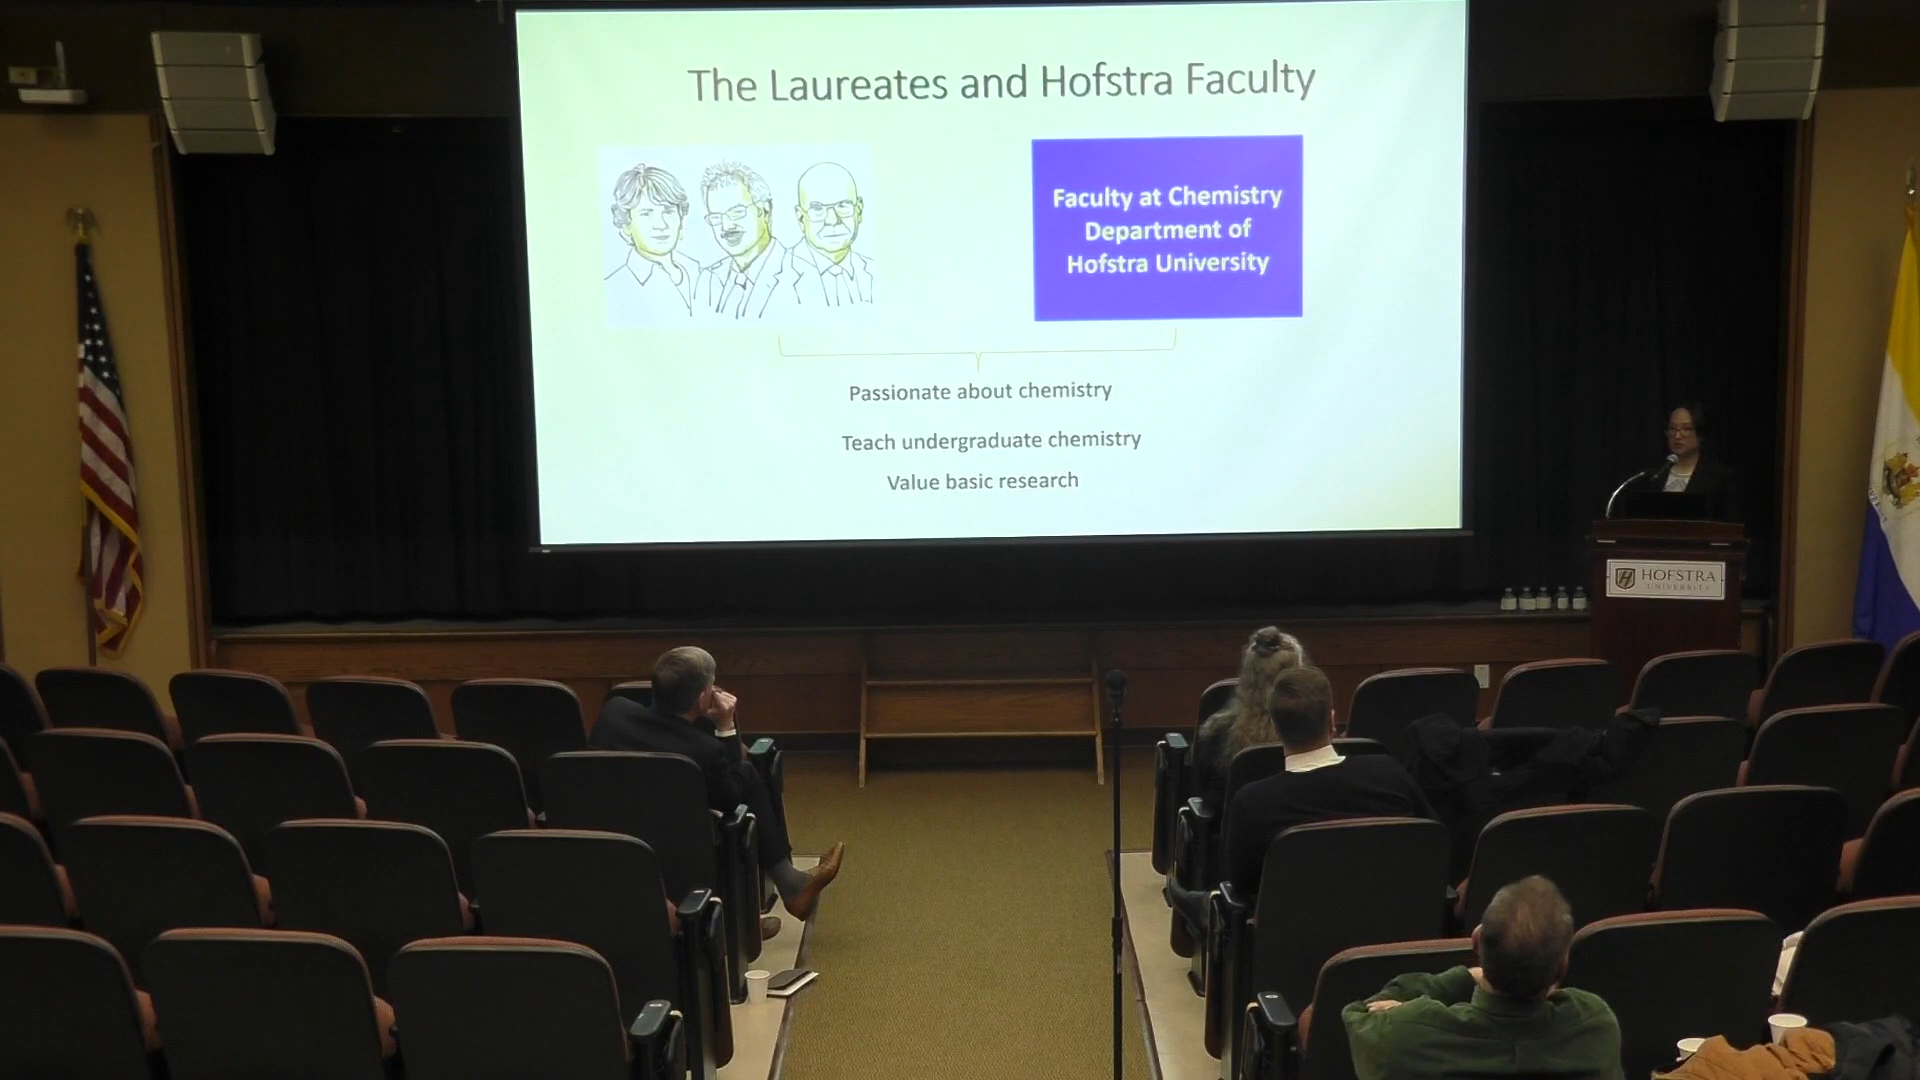 The Laureates and Hofstra Faculty
Faculty at Chemistry
Department of
Hofstra University
Passionate about chemistry
Teach undergraduate chemistry
Value basic research
HOFSTRA
UNIVERSITY